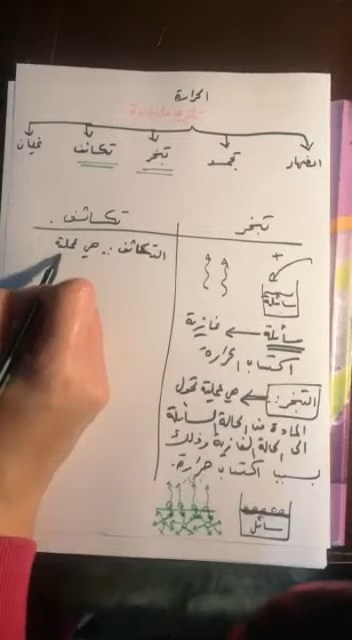 الحرارة
انصهار تجمد تبخر تكاثف غليان
تبخر تكاثف
+
سائلة
سائلة ← غازية
اكتساب الحرارة
التبخر: هي عملية تحول
المادة من الحالة السائلة
الى الحالة الغازية وذلك
بسبب اكتساب حرارة.
سائل
التكاثف: هي عملية